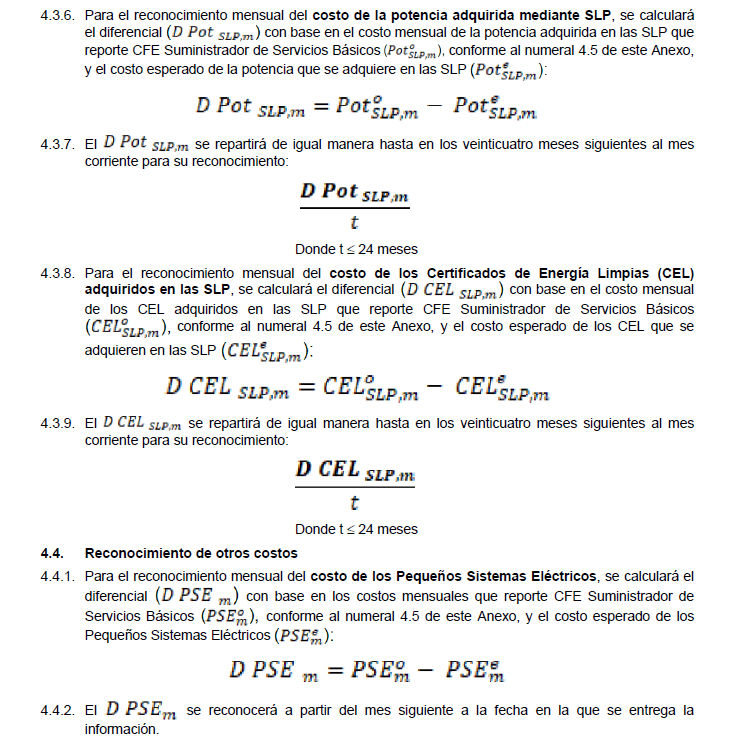 4.3.6. Para el reconocimiento mensual del costo de la potencia adquirida mediante SLP, se calculará
el diferencial (D Pot SLP,m) con base en el costo mensual de la potencia adquirida en las SLP que
reporte CFE Suministrador de Servicios Básicos (Pot°SLP,m), conforme al numeral 4.5 de este Anexo,
y el costo esperado de la potencia que se adquiere en las SLP (Pot^e SLP,m):
D Pot SLP,m = Pot^o SLP,m − Pot^e SLP,m
4.3.7. El D Pot SLP,m se repartirá de igual manera hasta en los veinticuatro meses siguientes al mes
corriente para su reconocimiento:
D Pot SLP,m
t
Donde t ≤ 24 meses
4.3.8. Para el reconocimiento mensual del costo de los Certificados de Energía Limpias (CEL)
adquiridos en las SLP, se calculará el diferencial (D CEL SLP,m) con base en el costo mensual
de los CEL adquiridos en las SLP que reporte CFE Suministrador de Servicios Básicos
(CEL^o SLP,m), conforme al numeral 4.5 de este Anexo, y el costo esperado de los CEL que se
adquieren en las SLP (CEL^e SLP,m):
D CEL SLP,m = CEL^o SLP,m − CEL^e SLP,m
4.3.9. El D CEL SLP,m se repartirá de igual manera hasta en los veinticuatro meses siguientes al mes
corriente para su reconocimiento:
D CEL SLP,m
t
Donde t ≤ 24 meses
4.4. Reconocimiento de otros costos
4.4.1. Para el reconocimiento mensual del costo de los Pequeños Sistemas Eléctricos, se calculará el
diferencial (D PSE m) con base en los costos mensuales que reporte CFE Suministrador de
Servicios Básicos (PSE^o m), conforme al numeral 4.5 de este Anexo, y el costo esperado de los
Pequeños Sistemas Eléctricos (PSE^e m):
D PSE m = PSE^o m − PSE^e m
4.4.2. El D PSE m se reconocerá a partir del mes siguiente a la fecha en la que se entrega la
información.